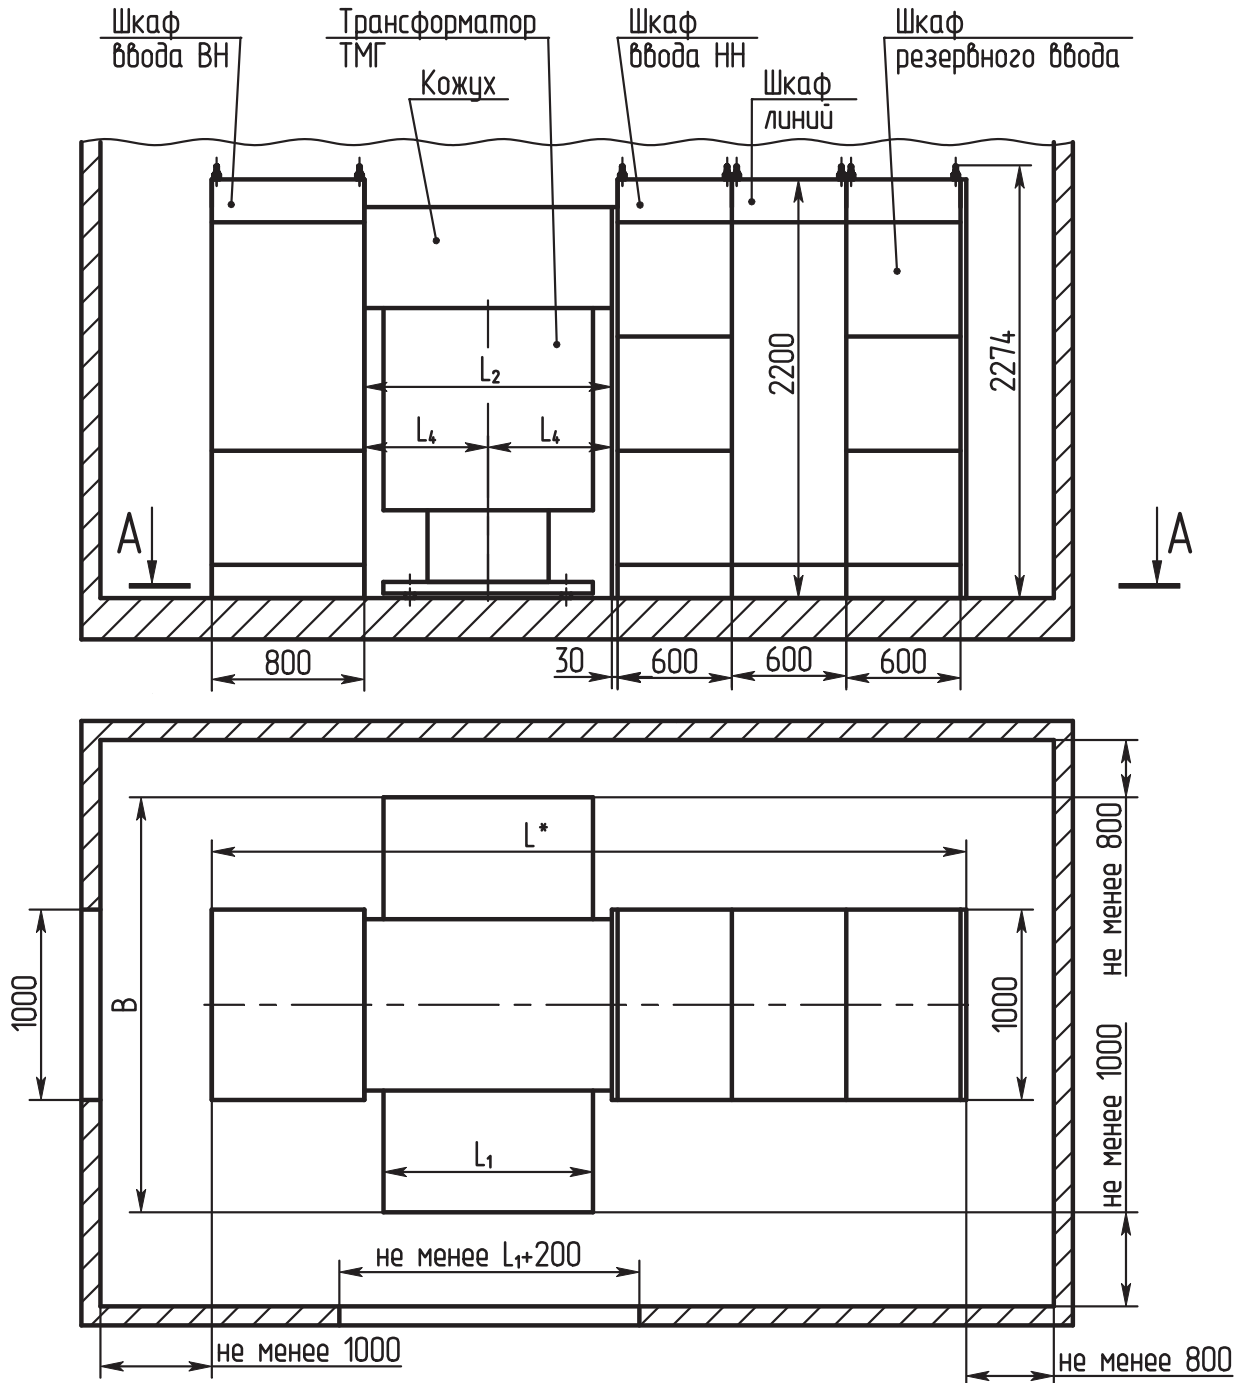 Шкаф
ввода ВН
Трансформатор
ТМГ
Кожух
Шкаф
ввода НН
Шкаф
линий
Шкаф
резервного ввода
L₂
L₄
L₄
2200
2274
А
А
800
30
600
600
600
L*
В
1000
1000
не менее 800
не менее 1000
L₁
не менее L₁+200
не менее 1000
не менее 800